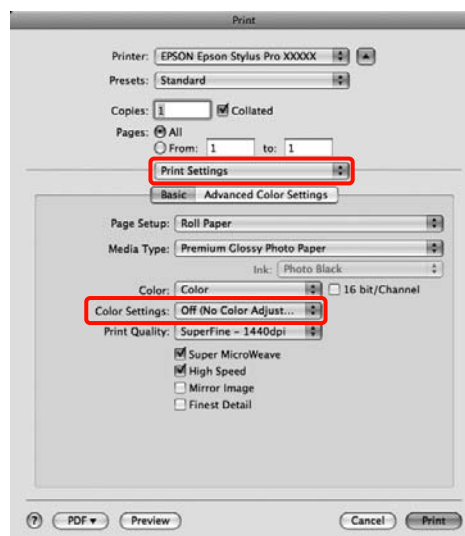 Print
Printer: EPSON Epson Stylus Pro XXXXX
Presets: Standard
Copies: 1 Collated
Pages: All
From: 1 to: 1
Print Settings
Basic Advanced Color Settings
Page Setup: Roll Paper
Media Type: Premium Glossy Photo Paper
Ink: Photo Black
Color: Color 16 bit/Channel
Color Settings: Off (No Color Adjust...
Print Quality: SuperFine – 1440dpi
Super MicroWeave
High Speed
Mirror Image
Finest Detail
? PDF Preview Cancel Print